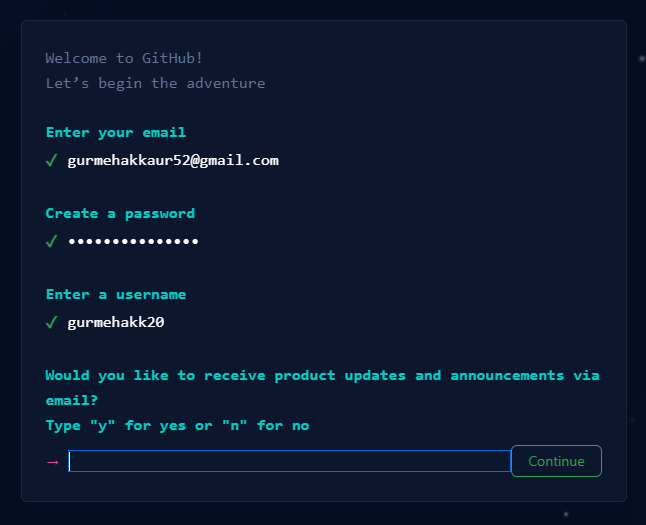 Welcome to GitHub!
Let’s begin the adventure
Enter your email
✓ gurmehakkaur52@gmail.com
Create a password
✓ •••••••••••••••
Enter a username
✓ gurmehakk20
Would you like to receive product updates and announcements via
email?
Type "y" for yes or "n" for no
→ Continue